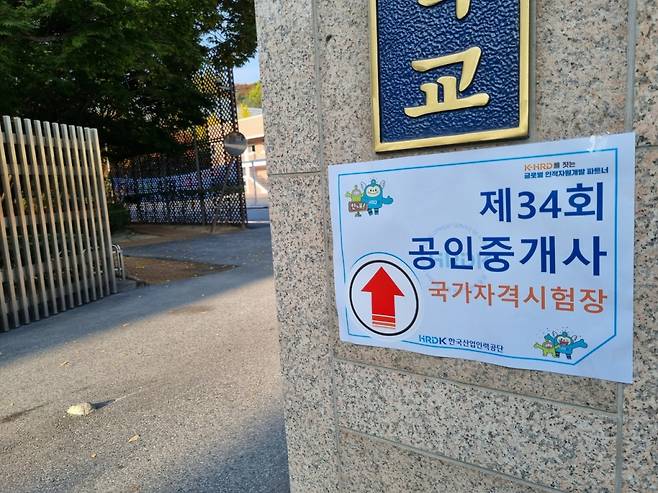 교
K-HRD를 짓는
글로벌 인적자원개발 파트너
제34회
공인중개사
국가자격시험장
HRDK 한국산업인력공단